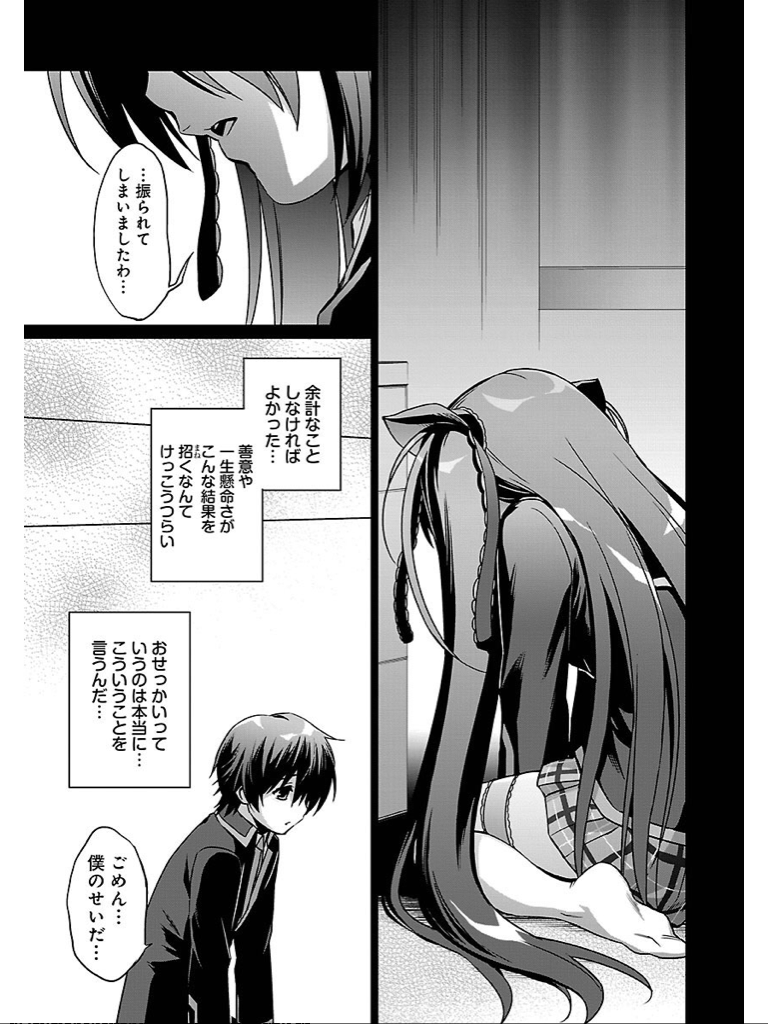 …振られて
しまいましたわ…
余計なこと
しなければ
よかった…
善意や
一生懸命さが
こんな結果を
招くなんて
まね
けっこうつらい
おせっかいって
いうのは本当に…
こういうことを
言うんだ…
ごめん…
僕のせいだ…